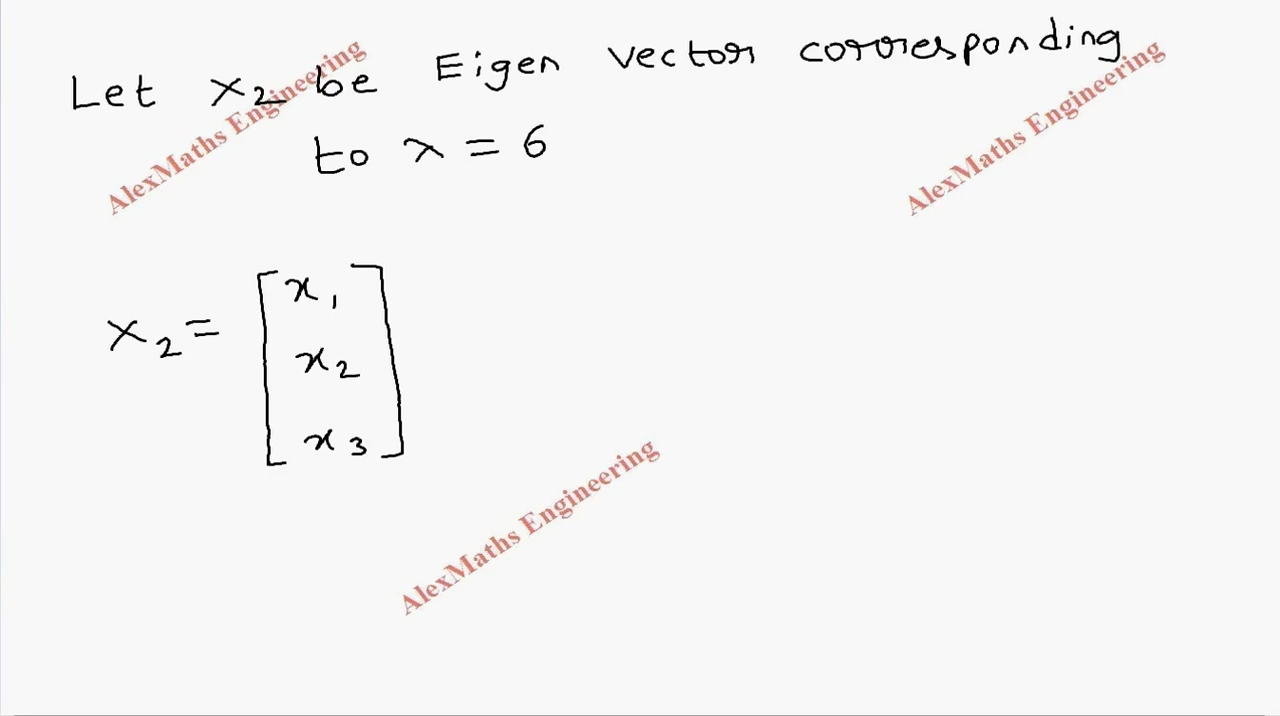 Let X₂ be Eigen vector corresponding
to λ = 6
X₂ = [x₁
x₂
x₃]
AlexMaths Engineering
AlexMaths Engineering
AlexMaths Engineering